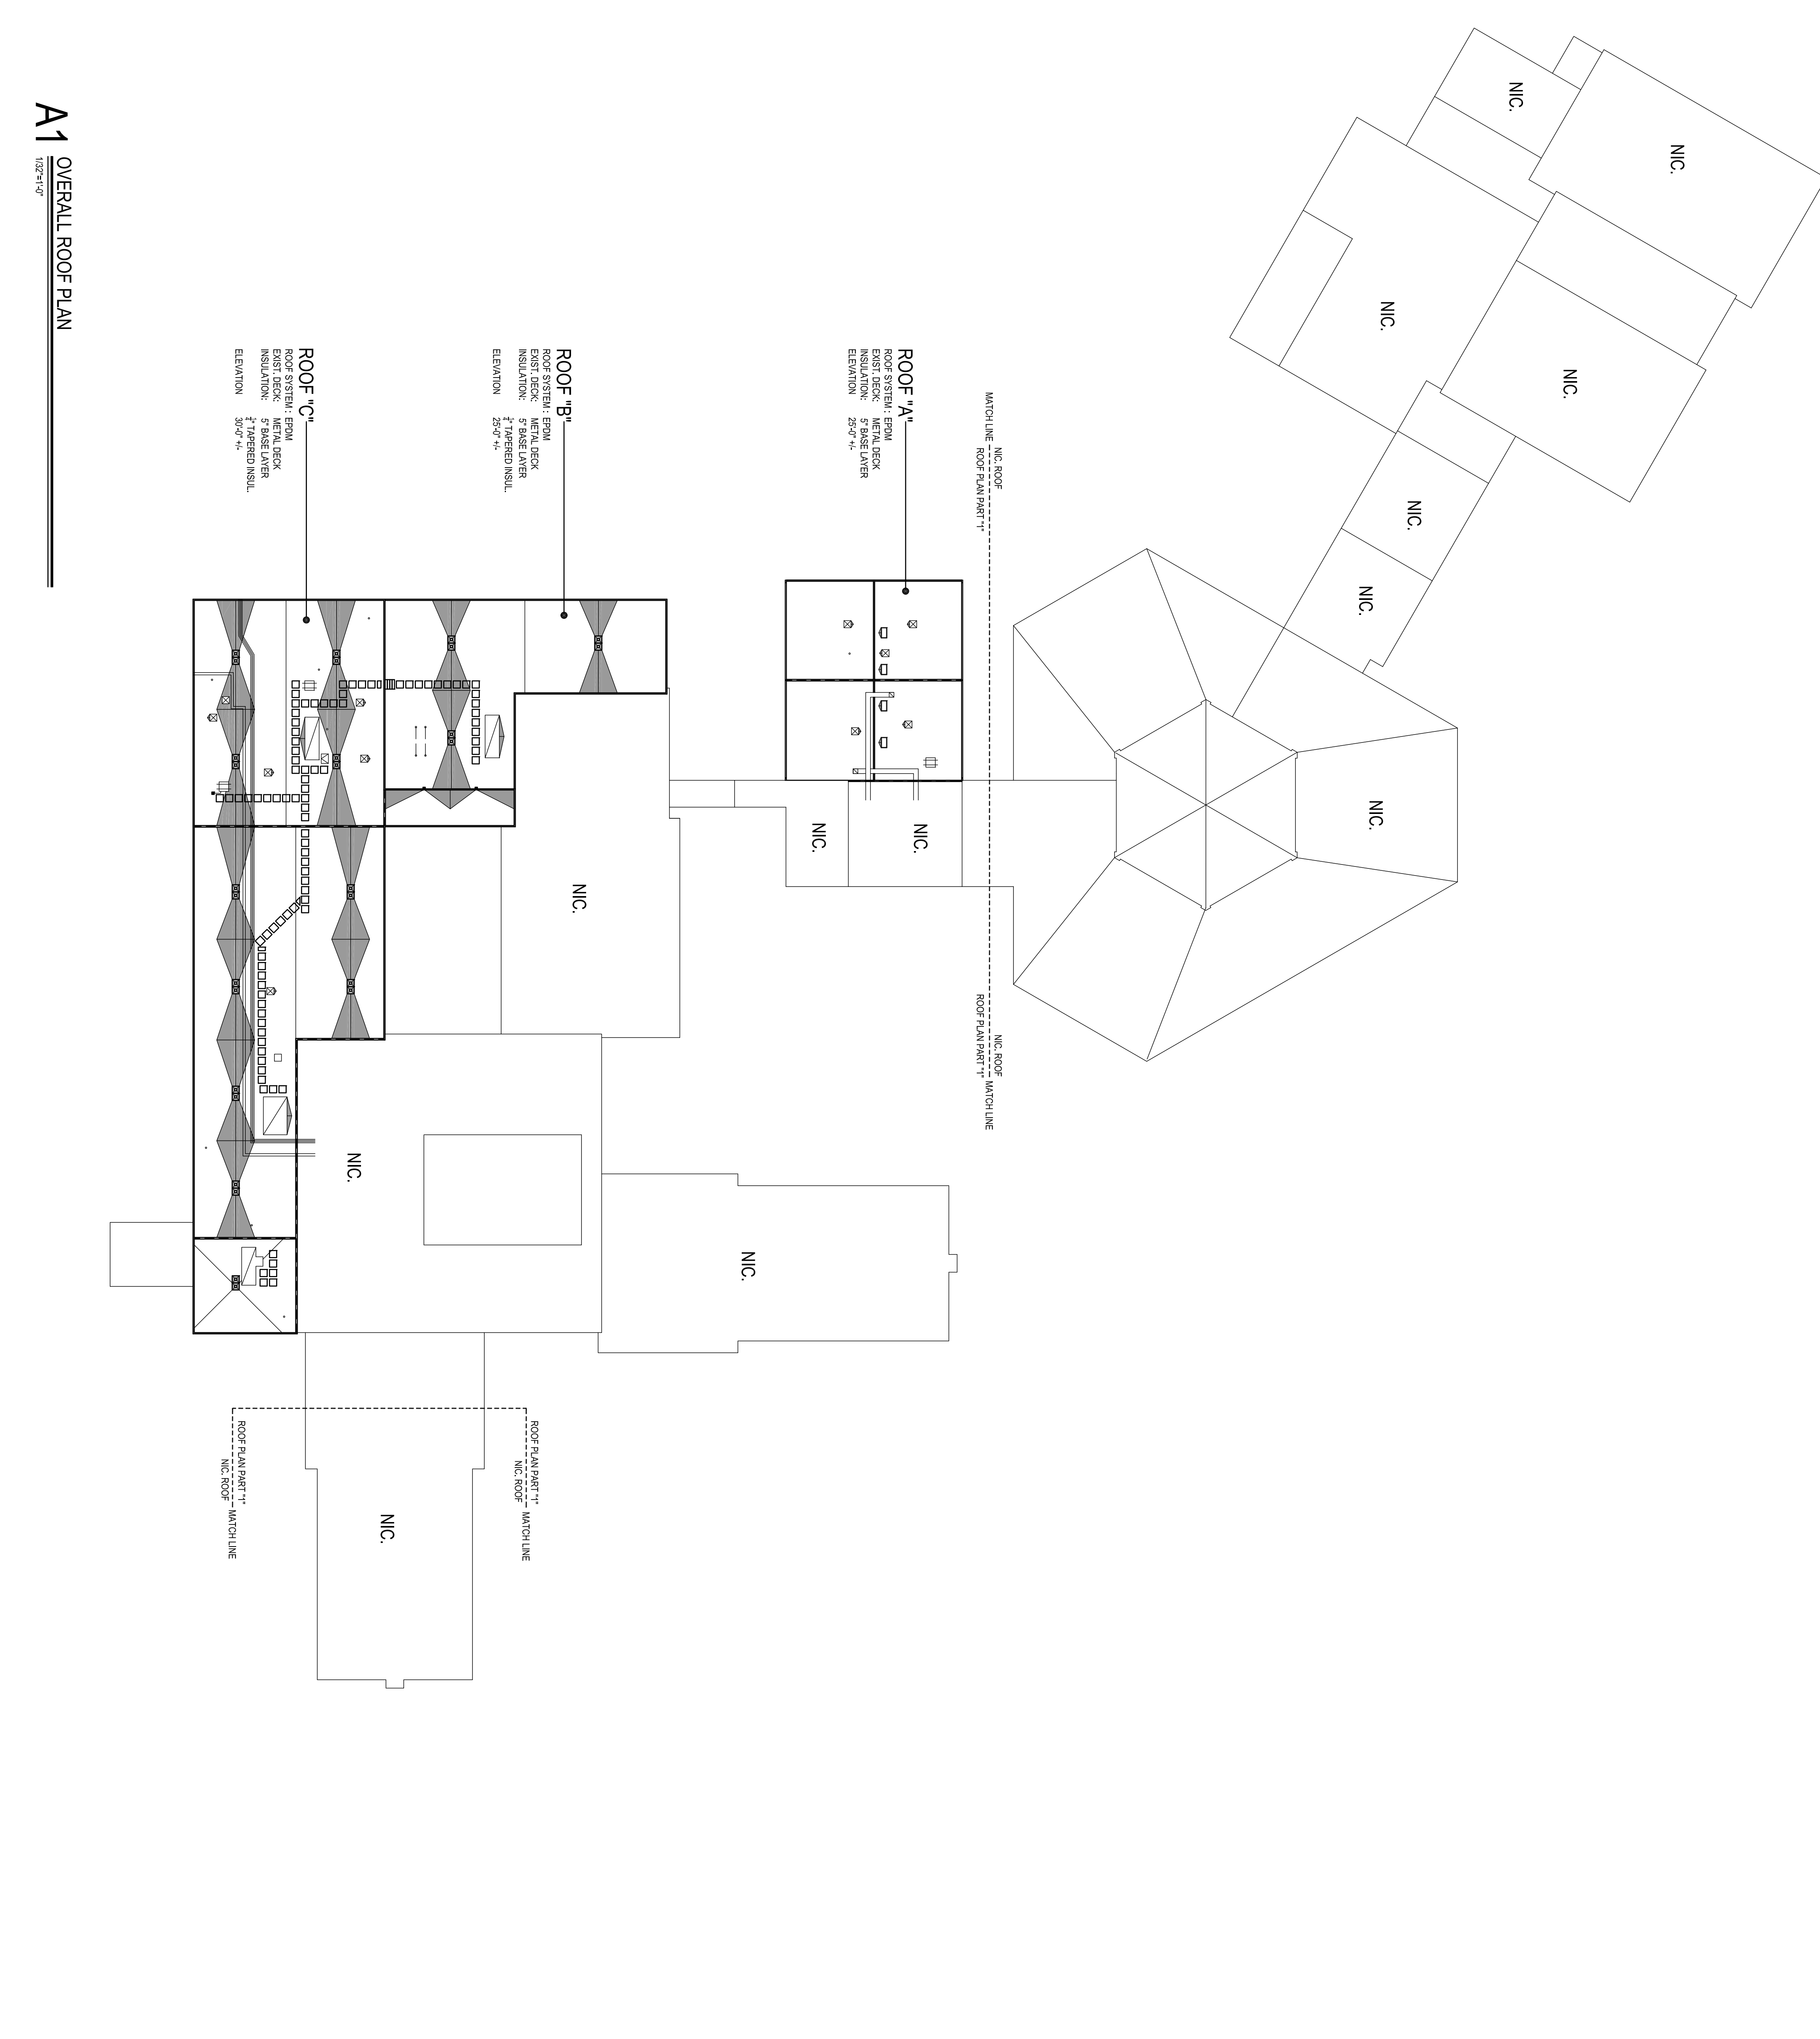 NIC.
NIC.
NIC.
NIC.
NIC.
NIC.
NIC.
NIC. ROOF
NIC. ROOF
MATCH LINE
MATCH LINE
ROOF PLAN PART "1"
ROOF PLAN PART "1"
NIC.
NIC.
ROOF "A"
ROOF SYSTEM : EPDM
EXIST. DECK: METAL DECK
INSULATION: 5" BASE LAYER
ELEVATION 25'-0" +/-
NIC.
NIC.
ROOF "B"
ROOF SYSTEM : EPDM
EXIST. DECK: METAL DECK
INSULATION: 5" BASE LAYER
¼" TAPERED INSUL.
ELEVATION 25'-0" +/-
ROOF PLAN PART "1"
MATCH LINE
NIC. ROOF
NIC.
NIC.
ROOF "C"
ROOF SYSTEM : EPDM
EXIST. DECK: METAL DECK
INSULATION: 5" BASE LAYER
¼" TAPERED INSUL.
ELEVATION 30'-0" +/-
ROOF PLAN PART "1"
MATCH LINE
NIC. ROOF
A1 OVERALL ROOF PLAN
1/32"=1'-0"